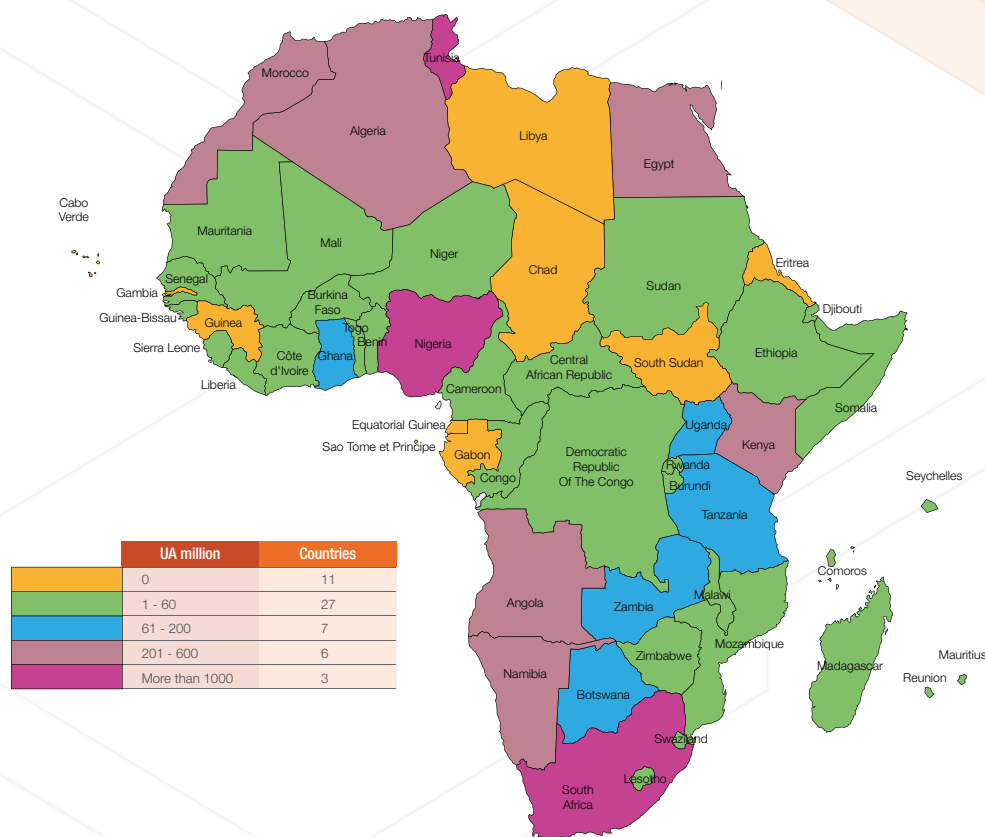 Tunisia
Morocco
Algeria
Libya
Egypt
Cabo
Verde
Mauritania
Mali
Niger
Chad
Sudan
Eritrea
Senegal
Gambia
Guinea-Bissau
Guinea
Burkina
Faso
Djibouti
Sierra Leone
Togo
Benin
Nigeria
Côte
d'Ivoire
Ghana
Liberia
Central
African Republic
South Sudan
Ethiopia
Cameroon
Somalia
Equatorial Guinea
Uganda
Sao Tome et Principe
Gabon
Kenya
Democratic
Republic
Of The Congo
Congo
Rwanda
Burundi
Seychelles
Tanzania
Comoros
Angola
Zambia
Malawi
Mozambique
Zimbabwe
Namibia
Botswana
Madagascar
Mauritius
Reunion
Swaziland
Lesotho
South
Africa
UA million Countries
0 11
1 - 60 27
61 - 200 7
201 - 600 6
More than 1000 3